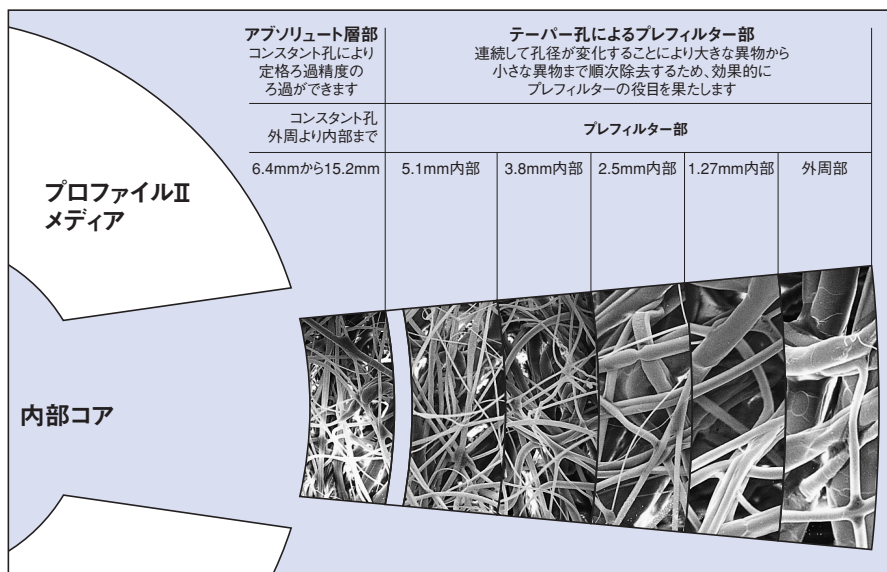 アブソリュート層部
コンスタント孔により
定格ろ過精度の
ろ過ができます
テーパー孔によるプレフィルター部
連続して孔径が変化することにより大きな異物から
小さな異物まで順次除去するため、効果的に
プレフィルターの役目を果たします
コンスタント孔
外周より内部まで
プレフィルター部
6.4mmから15.2mm
5.1mm内部
3.8mm内部
2.5mm内部
1.27mm内部
外周部
プロファイルⅡ
メディア
内部コア